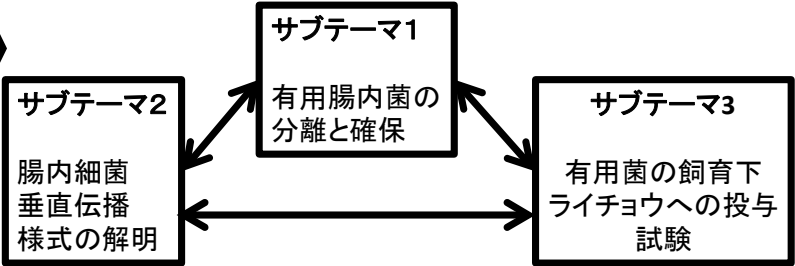 サブテーマ1
有用腸内菌の
分離と確保
サブテーマ2
腸内細菌
垂直伝播
様式の解明
サブテーマ3
有用菌の飼育下
ライチョウへの投与
試験